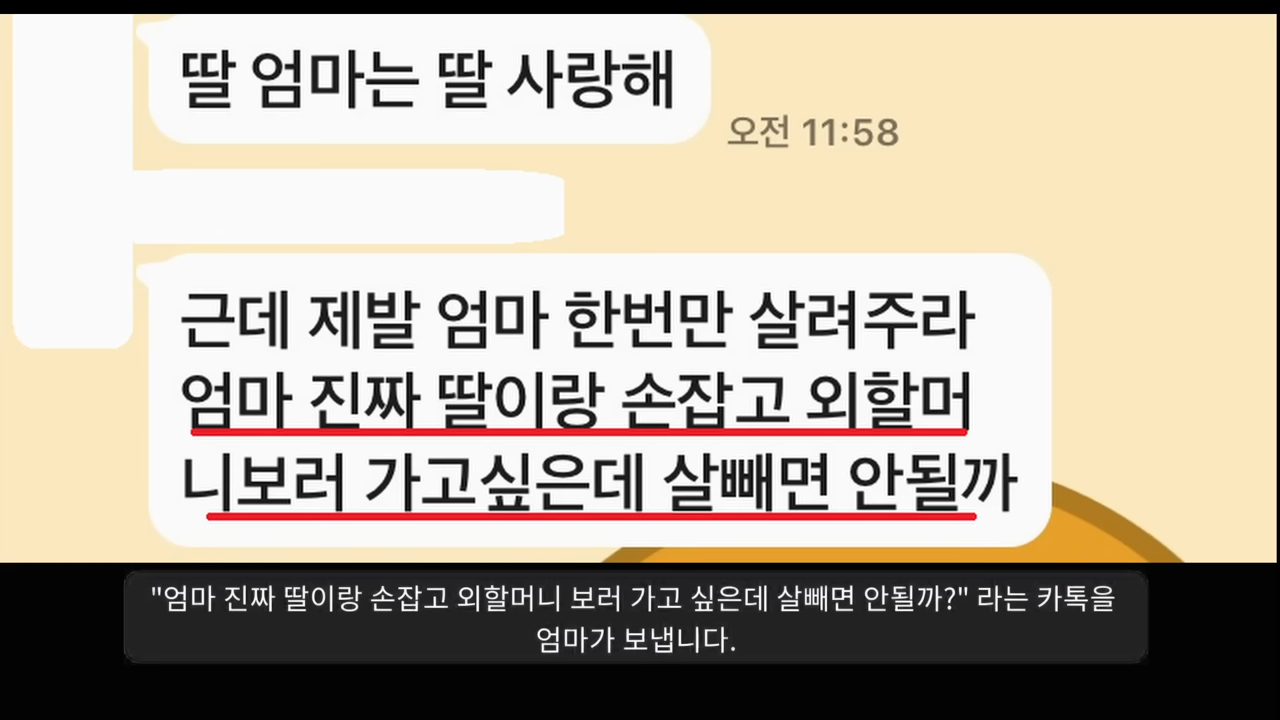 딸 엄마는 딸 사랑해
오전 11:58
근데 제발 엄마 한번만 살려주라
엄마 진짜 딸이랑 손잡고 외할머
니보러 가고싶은데 살빼면 안될까
"엄마 진짜 딸이랑 손잡고 외할머니 보러 가고 싶은데 살빼면 안될까?" 라는 카톡을
엄마가 보냅니다.